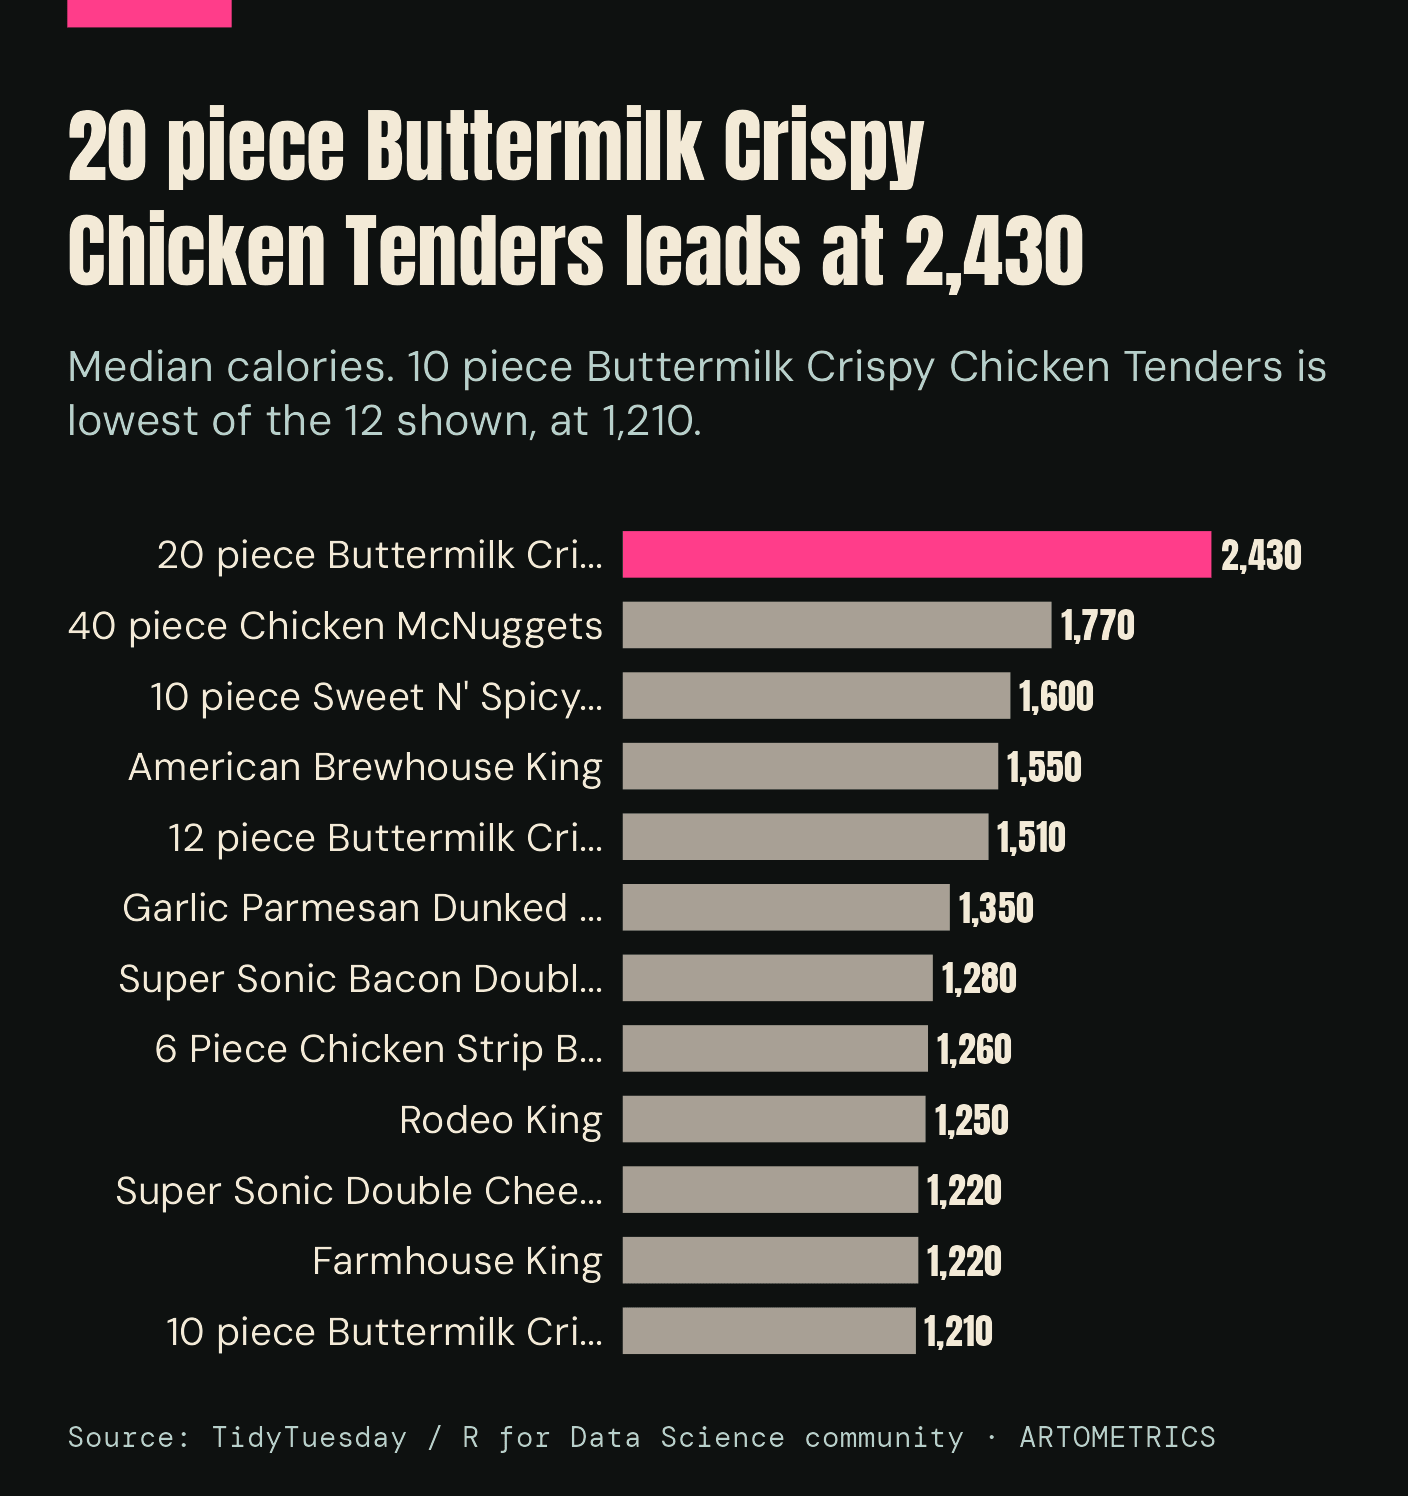 20 piece Buttermilk Crispy
Chicken Tenders leads at 2,430
Median calories. 10 piece Buttermilk Crispy Chicken Tenders is
lowest of the 12 shown, at 1,210.
20 piece Buttermilk Cri... 2,430
40 piece Chicken McNuggets 1,770
10 piece Sweet N' Spicy... 1,600
American Brewhouse King 1,550
12 piece Buttermilk Cri... 1,510
Garlic Parmesan Dunked ... 1,350
Super Sonic Bacon Doubl... 1,280
6 Piece Chicken Strip B... 1,260
Rodeo King 1,250
Super Sonic Double Chee... 1,220
Farmhouse King 1,220
10 piece Buttermilk Cri... 1,210
Source: TidyTuesday / R for Data Science community · ARTOMETRICS